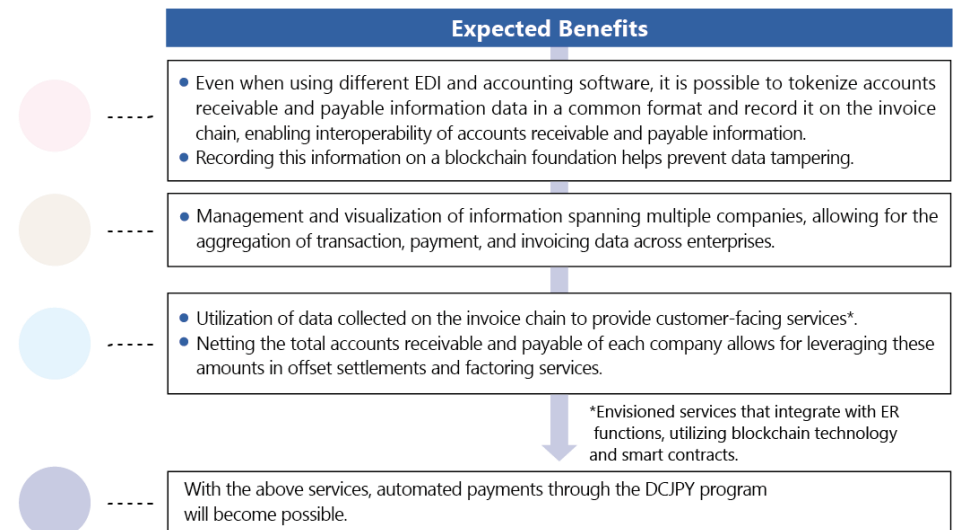 Expected Benefits
Even when using different EDI and accounting software, it is possible to tokenize accounts
receivable and payable information data in a common format and record it on the invoice
chain, enabling interoperability of accounts receivable and payable information.
Recording this information on a blockchain foundation helps prevent data tampering.
Management and visualization of information spanning multiple companies, allowing for the
aggregation of transaction, payment, and invoicing data across enterprises.
Utilization of data collected on the invoice chain to provide customer-facing services*.
Netting the total accounts receivable and payable of each company allows for leveraging these
amounts in offset settlements and factoring services.
*Envisioned services that integrate with ER
functions, utilizing blockchain technology
and smart contracts.
With the above services, automated payments through the DCJPY program
will become possible.